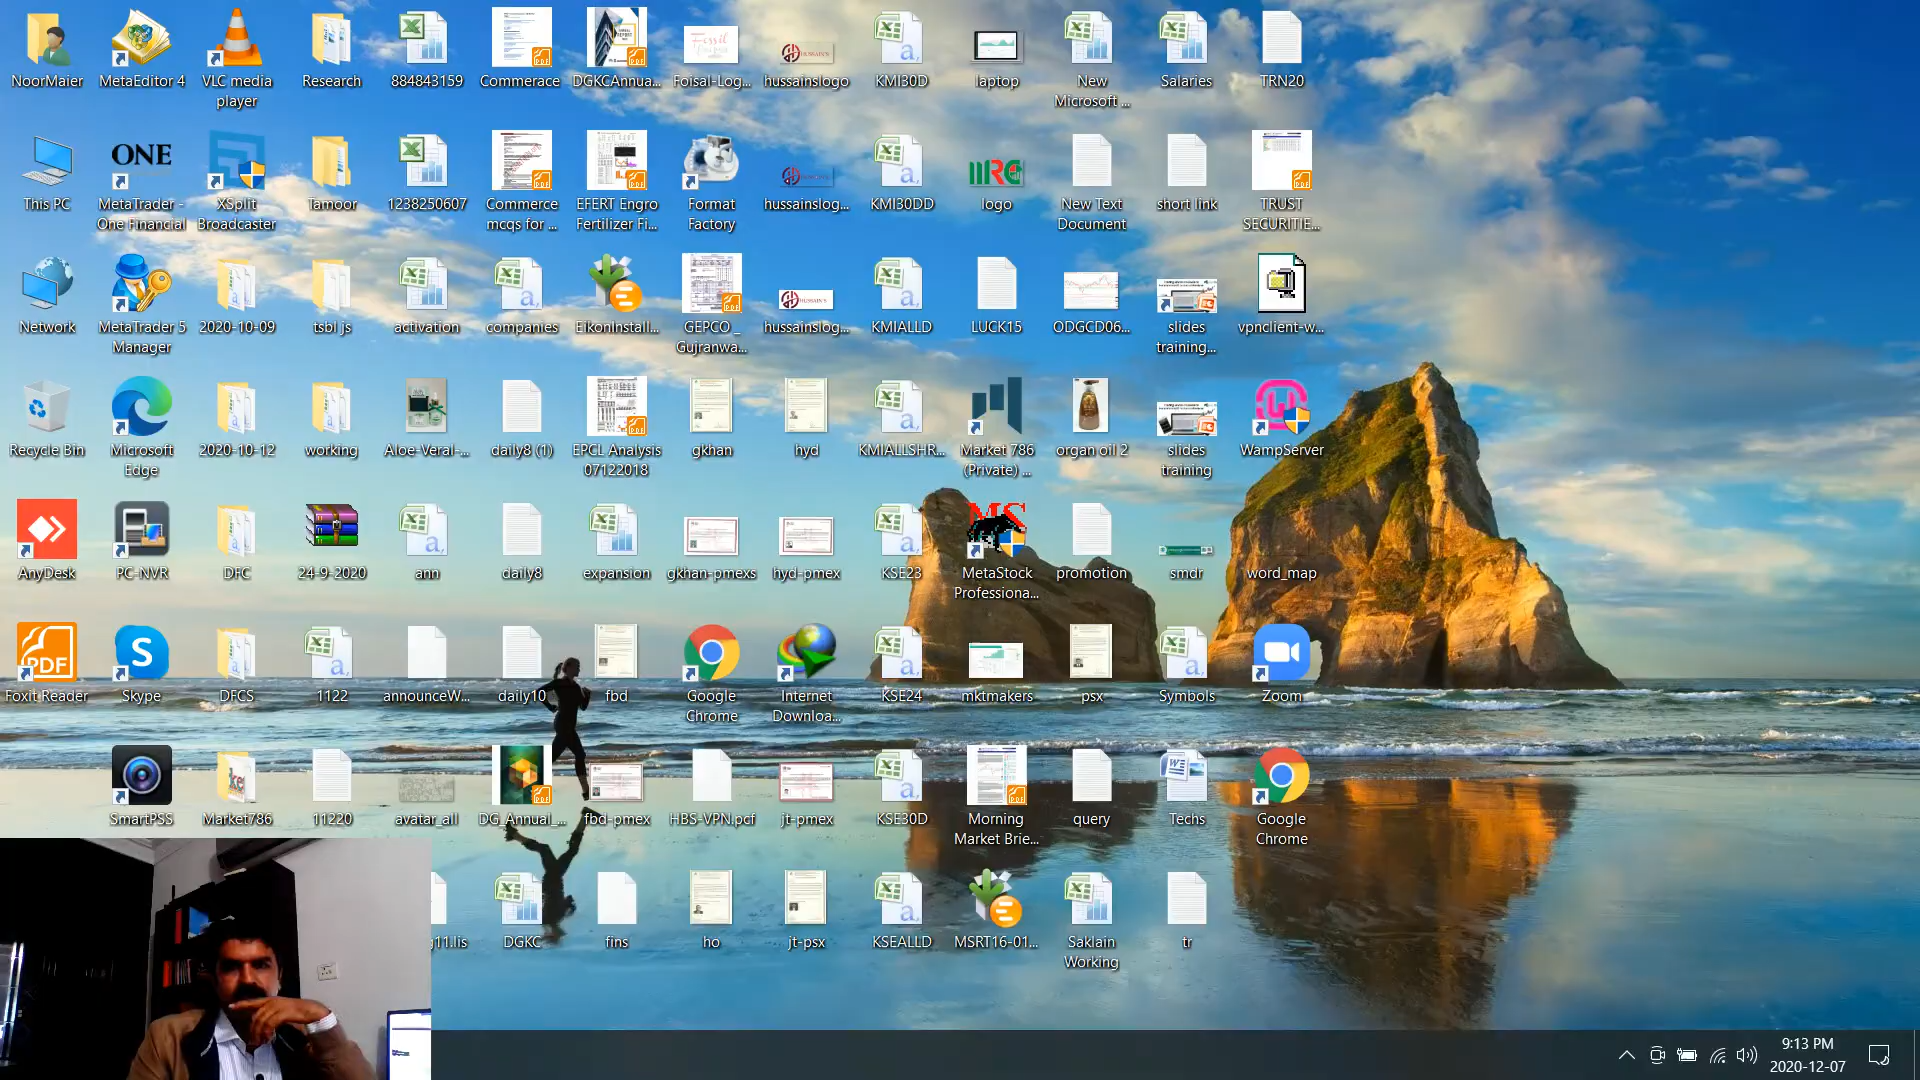 NoorMaier
MetaEditor 4
VLC media
player
Research
884843159
Commerace
DGKCAnnua...
Foisal-Log...
hussainslogo
KMI30D
laptop
New
Microsoft ...
Salaries
TRN20
This PC
ONE
MetaTrader -
One Financial
XSplit
Broadcaster
Tamoor
1238250607
Commerce
mcqs for ...
EFERT Engro
Fertilizer Fi...
Format
Factory
hussainslog...
KMI30DD
logo
New Text
Document
short link
TRUST
SECURITIE...
Network
MetaTrader 5
Manager
2020-10-09
tsbl js
activation
companies
EikonInstall...
GEPCO _
Gujranwa...
hussainslog...
KMIALLD
LUCK15
ODGCD06...
slides
training...
vpnclient-w...
Recycle Bin
Microsoft
Edge
2020-10-12
working
Aloe-Veral-...
daily8 (1)
EPCL Analysis
07122018
gkhan
hyd
KMIALLSHR...
Market 786
(Private) ...
organ oil 2
slides
training
WampServer
AnyDesk
PC-NVR
DFC
24-9-2020
ann
daily8
expansion
gkhan-pmexs
hyd-pmex
KSE23
MS
MetaStock
Professiona...
promotion
smdr
word_map
PDF
Foxit Reader
Skype
DFCS
1122
announceW...
daily10
fbd
Google
Chrome
Internet
Downloa...
KSE24
mktmakers
psx
Symbols
Zoom
SmartPSS
Market786
11220
avatar_all
DG_Annual_...
fbd-pmex
HBS-VPN.pcf
jt-pmex
KSE30D
Morning
Market Brie...
query
Techs
Google
Chrome
g11.lis
DGKC
fins
ho
jt-psx
KSEALLD
MSRT16-01...
Saklain
Working
tr
9:13 PM
2020-12-07